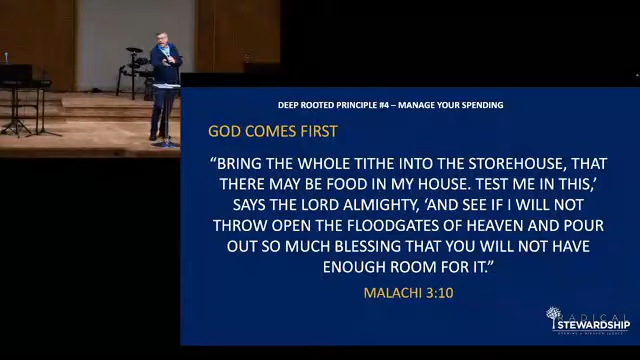 DEEP ROOTED PRINCIPLE #4 – MANAGE YOUR SPENDING
GOD COMES FIRST
“BRING THE WHOLE TITHE INTO THE STOREHOUSE, THAT
THERE MAY BE FOOD IN MY HOUSE. TEST ME IN THIS,’
SAYS THE LORD ALMIGHTY, ‘AND SEE IF I WILL NOT
THROW OPEN THE FLOODGATES OF HEAVEN AND POUR
OUT SO MUCH BLESSING THAT YOU WILL NOT HAVE
ENOUGH ROOM FOR IT.”
MALACHI 3:10
RADICAL
STEWARDSHIP